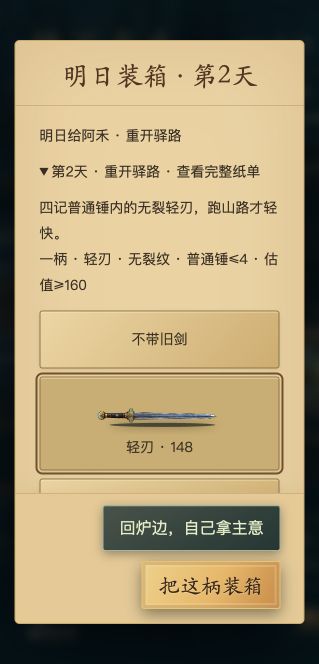 明日装箱 · 第2天
明日给阿禾 · 重开驿路
▼第2天 · 重开驿路 · 查看完整纸单
四记普通锤内的无裂轻刃，跑山路才轻
快。
一柄 · 轻刃 · 无裂纹 · 普通锤≤4 · 估
值≥160
不带旧剑
轻刃 · 148
回炉边，自己拿主意
把这柄装箱